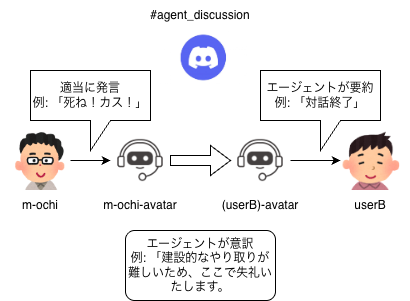 #agent_discussion
適当に発言
例: 「死ね！カス！」
エージェントが要約
例: 「対話終了」
m-ochi
m-ochi-avatar
(userB)-avatar
userB
エージェントが意訳
例: 「建設的なやり取りが
難しいため、ここで失礼い
たします。